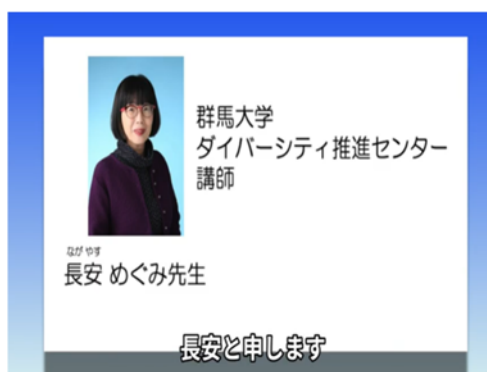 群馬大学
ダイバーシティ推進センター
講師
ながやす
長安 めぐみ先生
長安と申します